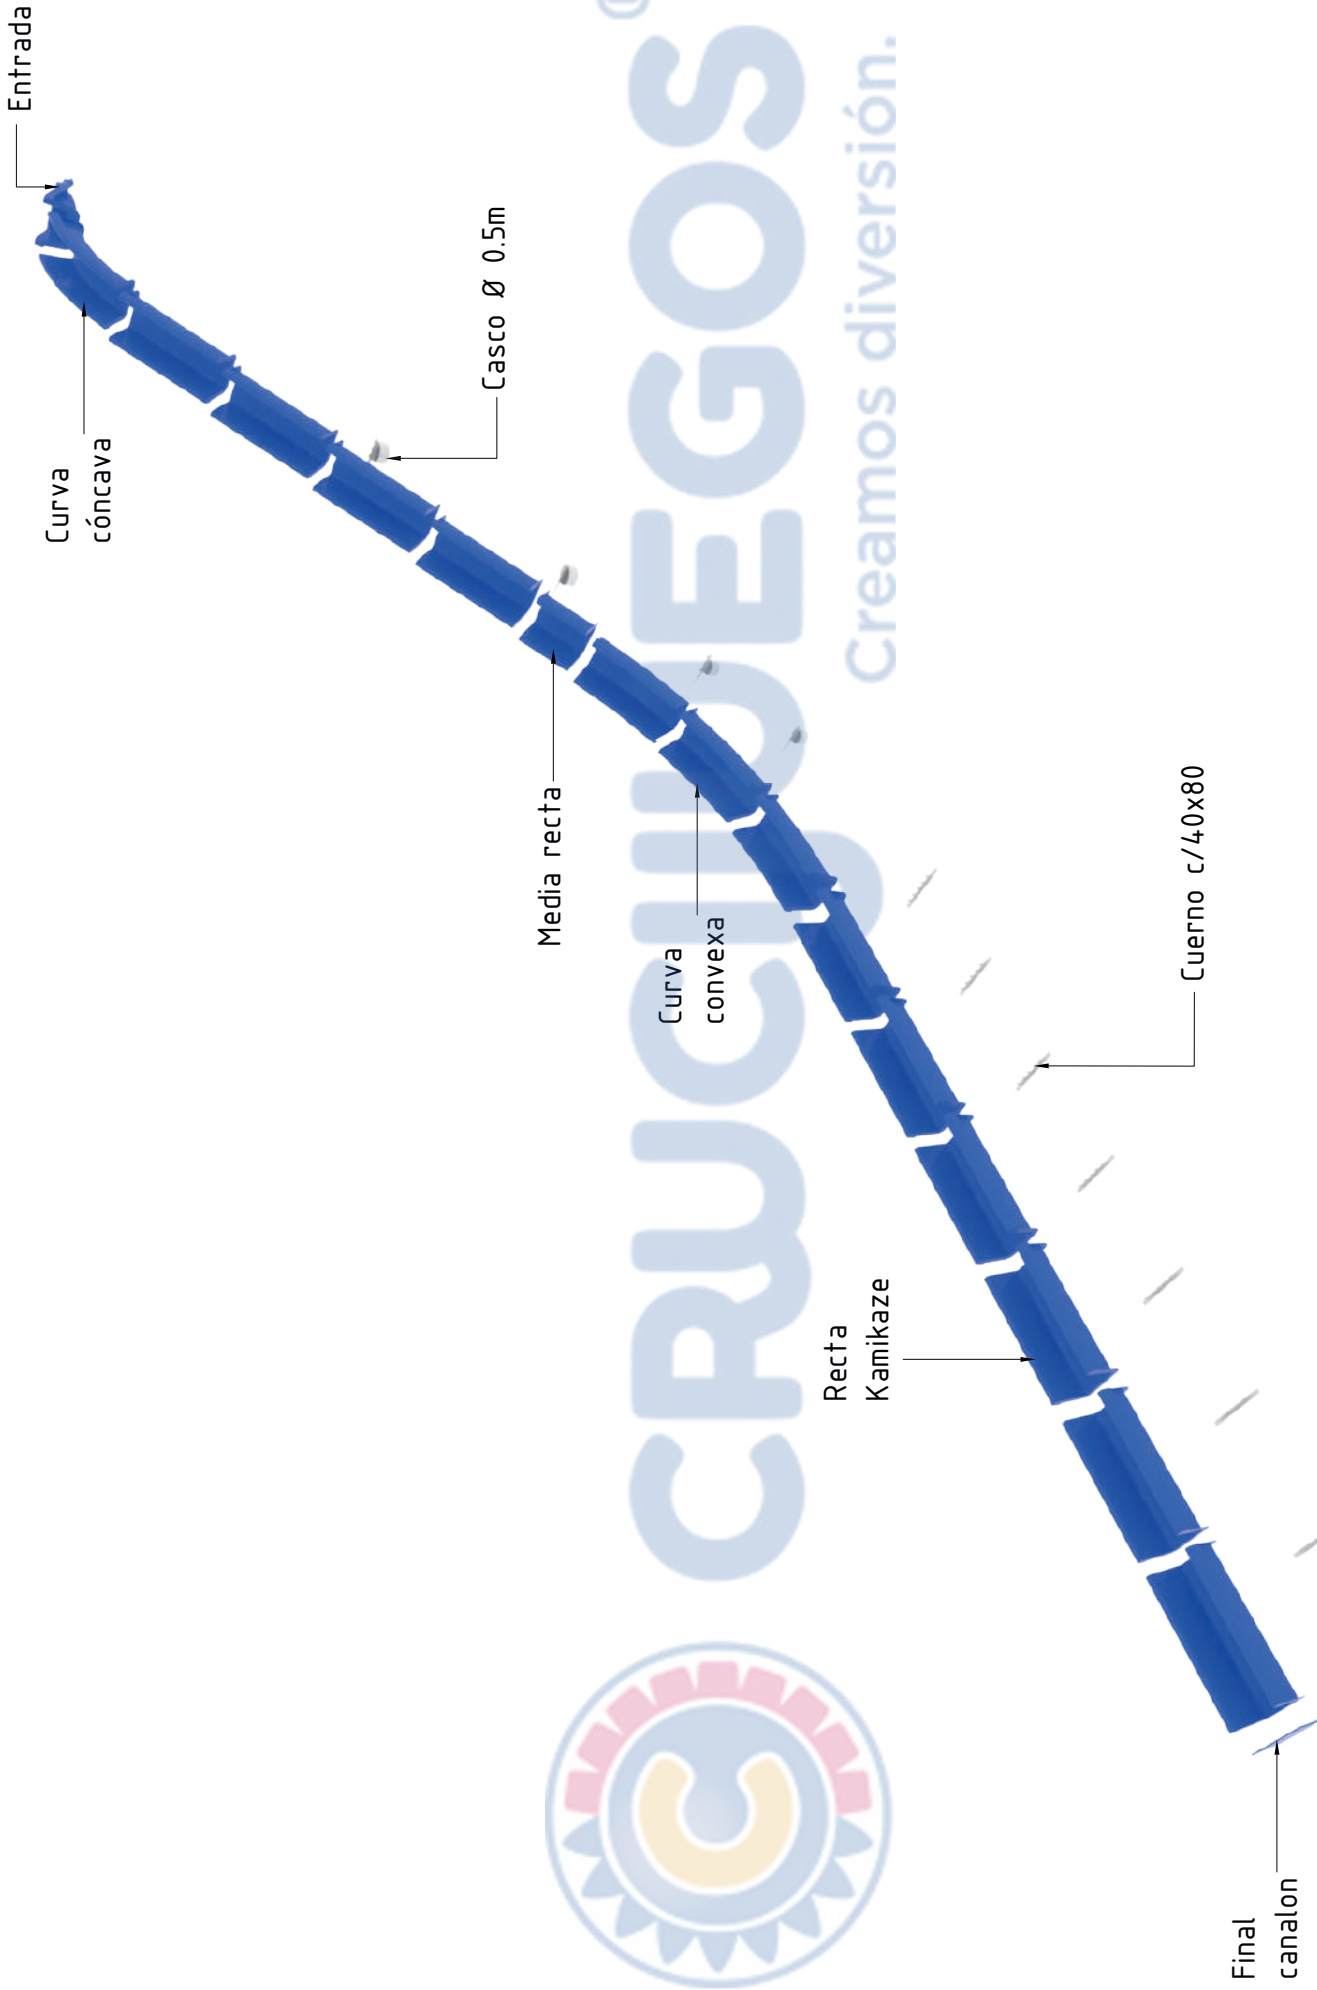 Entrada
Curva
cóncava
Casco Ø 0.5m
Media recta
Curva
convexa
Cuerno c/40x80
Recta
Kamikaze
Final
canalon
CRUCIJUEGOS®
Creamos diversión.